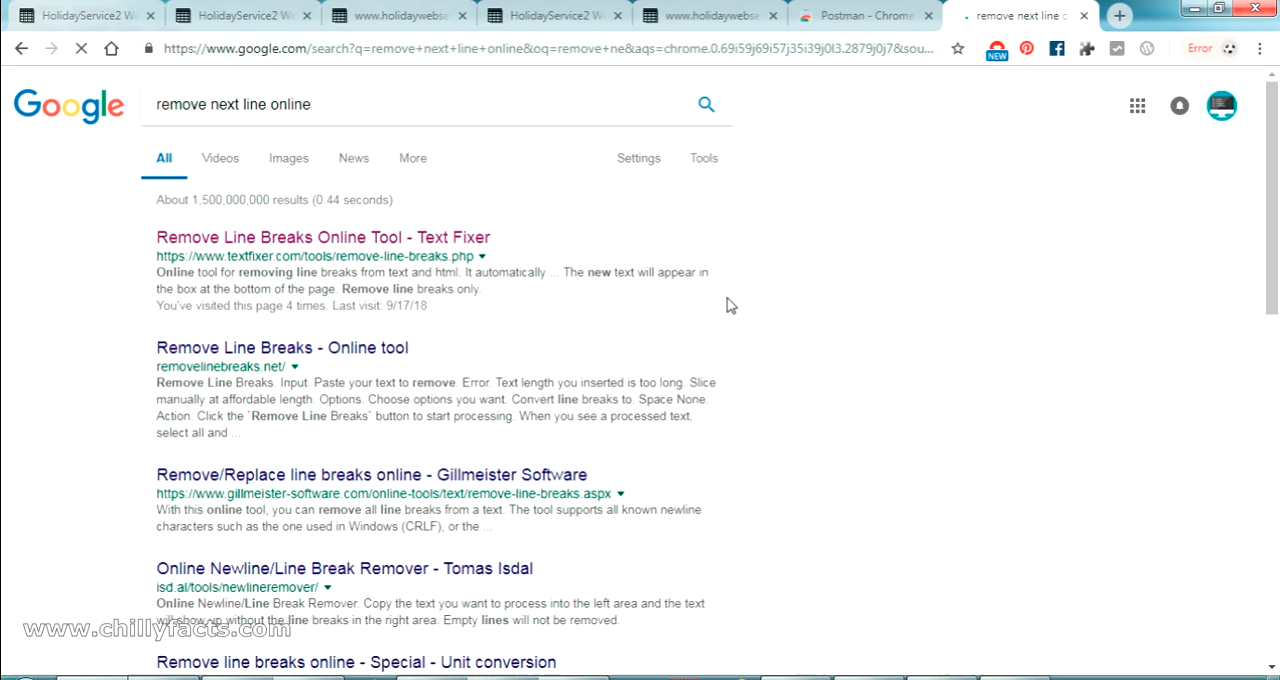 HolidayService2 We
HolidayService2 We
www.holidaywebse
HolidayService2 W
www.holidaywebse
Postman - Chrome
remove next line o
https://www.google.com/search?q=remove+next+line+online&oq=remove+ne&aqs=chrome.0.69i59j69i57j35i39j0l3.2879j0j7&sou...
NEW
Error
Google
remove next line online
All Videos Images News More Settings Tools
About 1,500,000,000 results (0.44 seconds)
Remove Line Breaks Online Tool - Text Fixer
https://www.textfixer.com/tools/remove-line-breaks.php
Online tool for removing line breaks from text and html. It automatically ... The new text will appear in
the box at the bottom of the page. Remove line breaks only.
You've visited this page 4 times. Last visit: 9/17/18
Remove Line Breaks - Online tool
removelinebreaks.net/
Remove Line Breaks. Input. Paste your text to remove. Error. Text length you inserted is too long. Slice
manually at affordable length. Options. Choose options you want. Convert line breaks to. Space None.
Action. Click the `Remove Line Breaks` button to start processing. When you see a processed text,
select all and ...
Remove/Replace line breaks online - Gillmeister Software
https://www.gillmeister-software.com/online-tools/text/remove-line-breaks.aspx
With this online tool, you can remove all line breaks from a text. The tool supports all known newline
characters such as the one used in Windows (CRLF), or the ...
Online Newline/Line Break Remover - Tomas Isdal
isd.al/tools/newlineremover/
Online Newline/Line Break Remover. Copy the text you want to process into the left area and the text
will show up without the line breaks in the right area. Empty lines will not be removed.
www.chillyfacts.com
Remove line breaks online - Special - Unit conversion